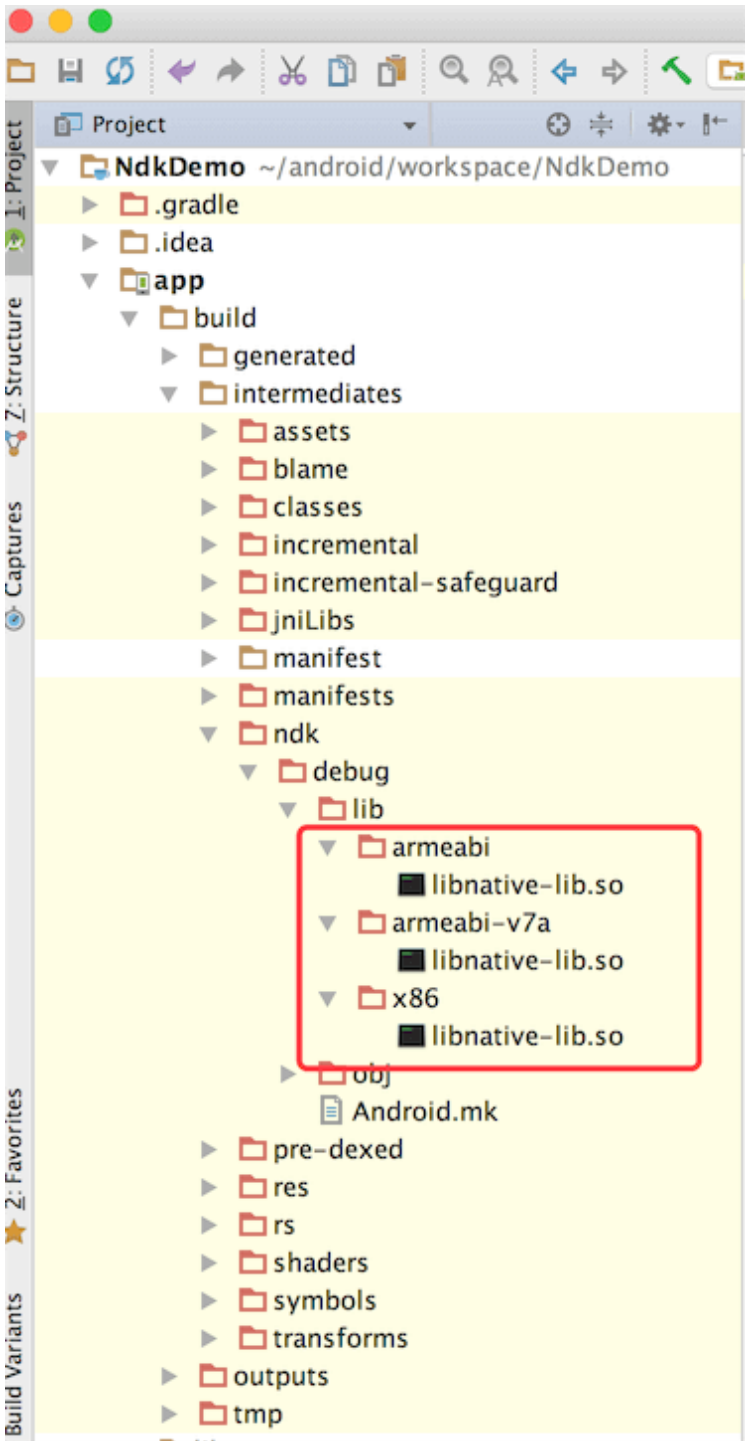 Project
NdkDemo ~/android/workspace/NdkDemo
.gradle
.idea
app
build
generated
intermediates
assets
blame
classes
incremental
incremental-safeguard
jniLibs
manifest
manifests
ndk
debug
lib
armeabi
libnative-lib.so
armeabi-v7a
libnative-lib.so
x86
libnative-lib.so
obj
Android.mk
pre-dexed
res
rs
shaders
symbols
transforms
outputs
tmp
1: Project
7: Structure
Captures
2: Favorites
Build Variants